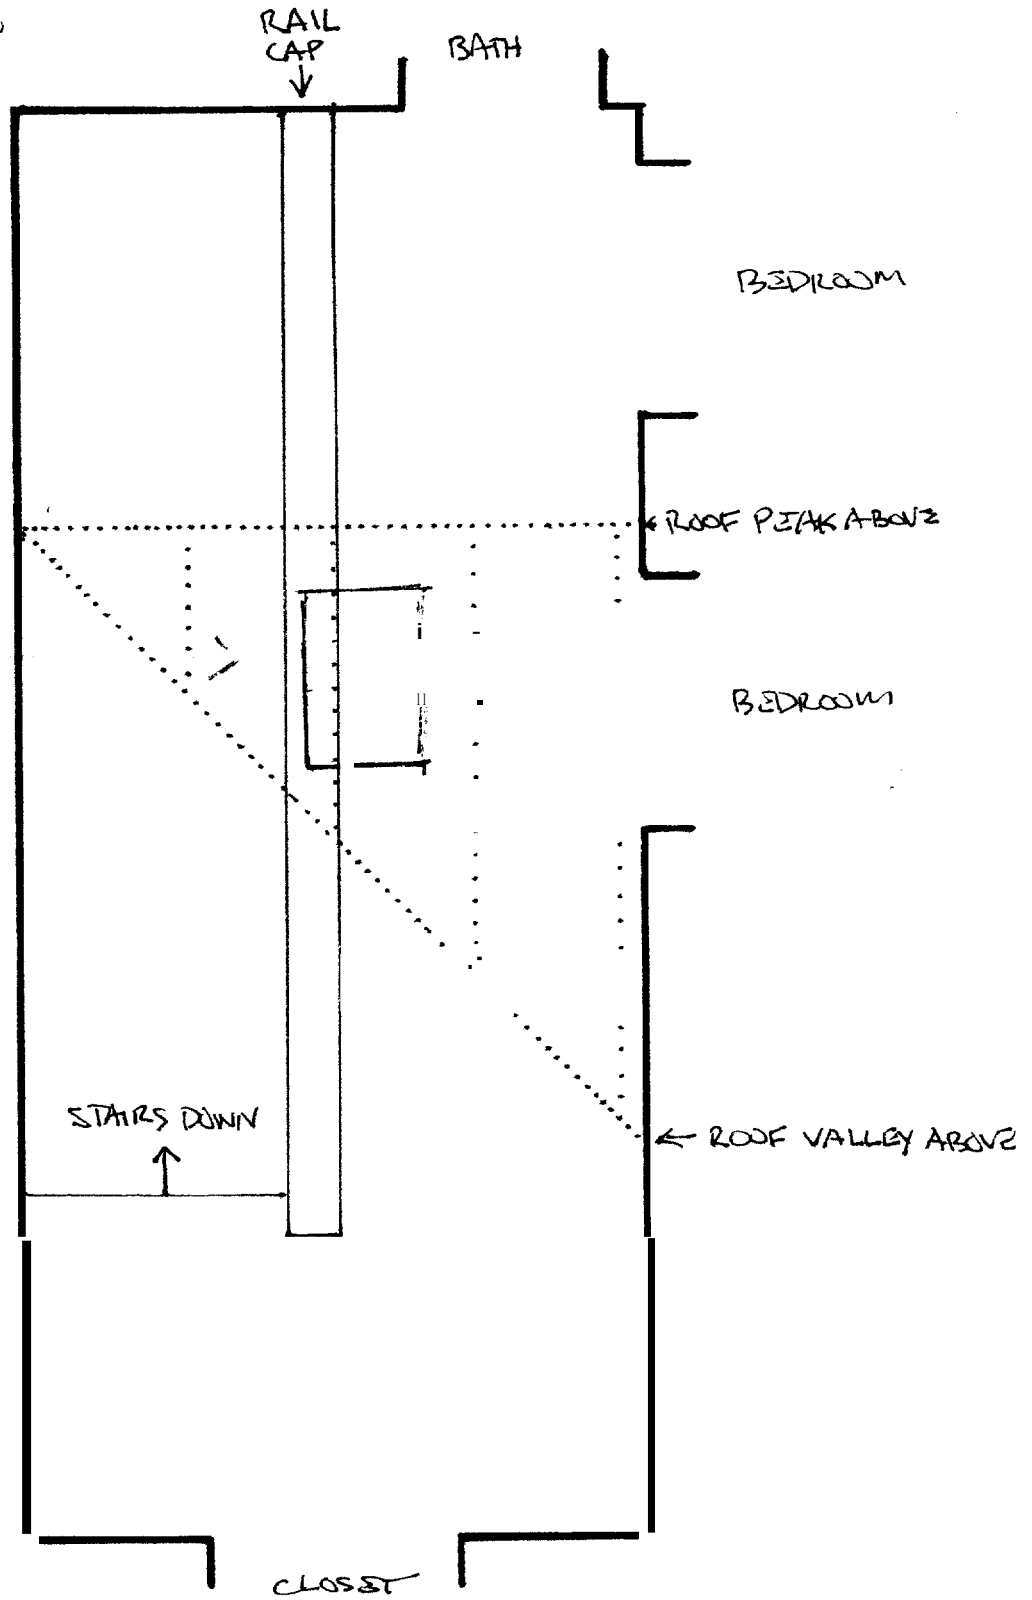 RAIL
CAP
BATH
BEDROOM
ROOF PEAK ABOVE
BEDROOM
STAIRS DOWN
ROOF VALLEY ABOVE
CLOSET